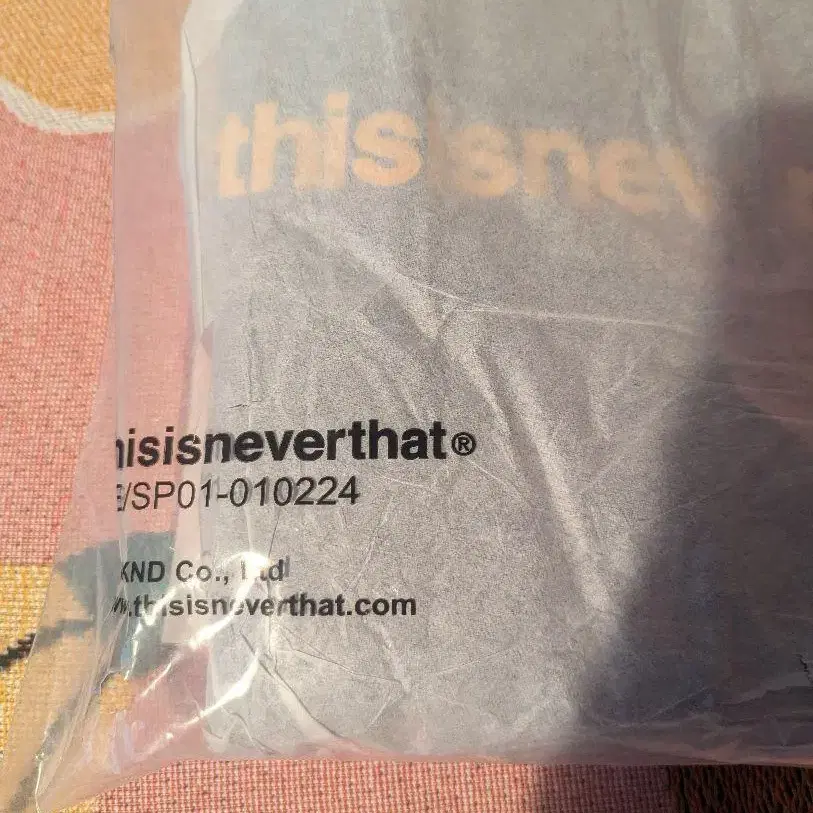 thisisnev
hisisneverthat®
E/SP01-010224
KND Co., Ltd
w.thisisneverthat.com